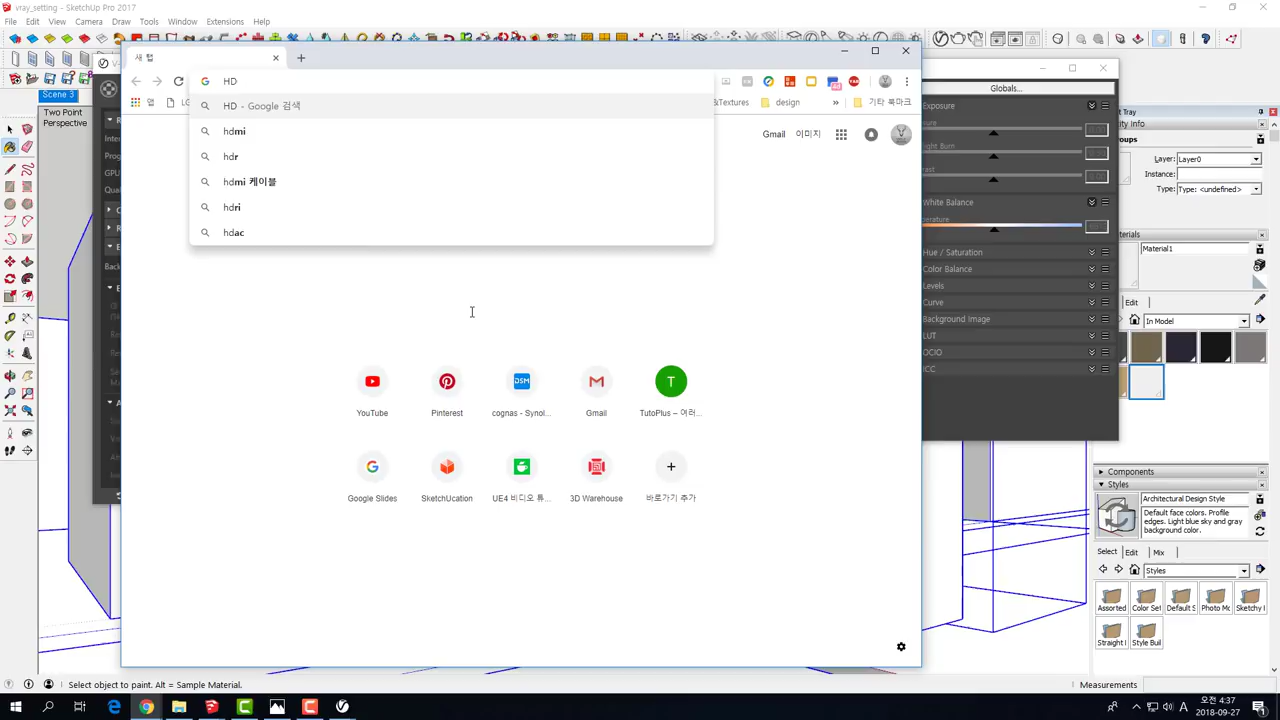 vray_setting - SketchUp Pro 2017
File Edit View Camera Draw Tools Window Extensions Help
Scene 3
Two Point
Perspective
새 탭
HD
HD - Google 검색
hdmi
hdr
hdmi 케이블
hdri
hdac
앱
&Textures
design
»
기타 북마크
Gmail 이미지
YouTube
Pinterest
DSM
cognas - Synol...
Gmail
T
TutoPlus – 여러...
Google Slides
SketchUcation
UE4 비디오 튜...
3D Warehouse
바로가기 추가
Globals...
Exposure
White Balance
Hue / Saturation
Color Balance
Levels
Curve
Background Image
LUT
OCIO
ICC
Layer: Layer0
Instance:
Type: Type: <undefined>
Material1
Edit
In Model
Components
Styles
Architectural Design Style
Default face colors. Profile
edges. Light blue sky and gray
background color.
Select Edit Mix
Styles
Assorted
Color Set
Default S
Photo Mo
Sketchy I
Straight l
Style Buil
Select object to paint. Alt = Sample Material.
Measurements
A
오전 4:37
2018-09-27